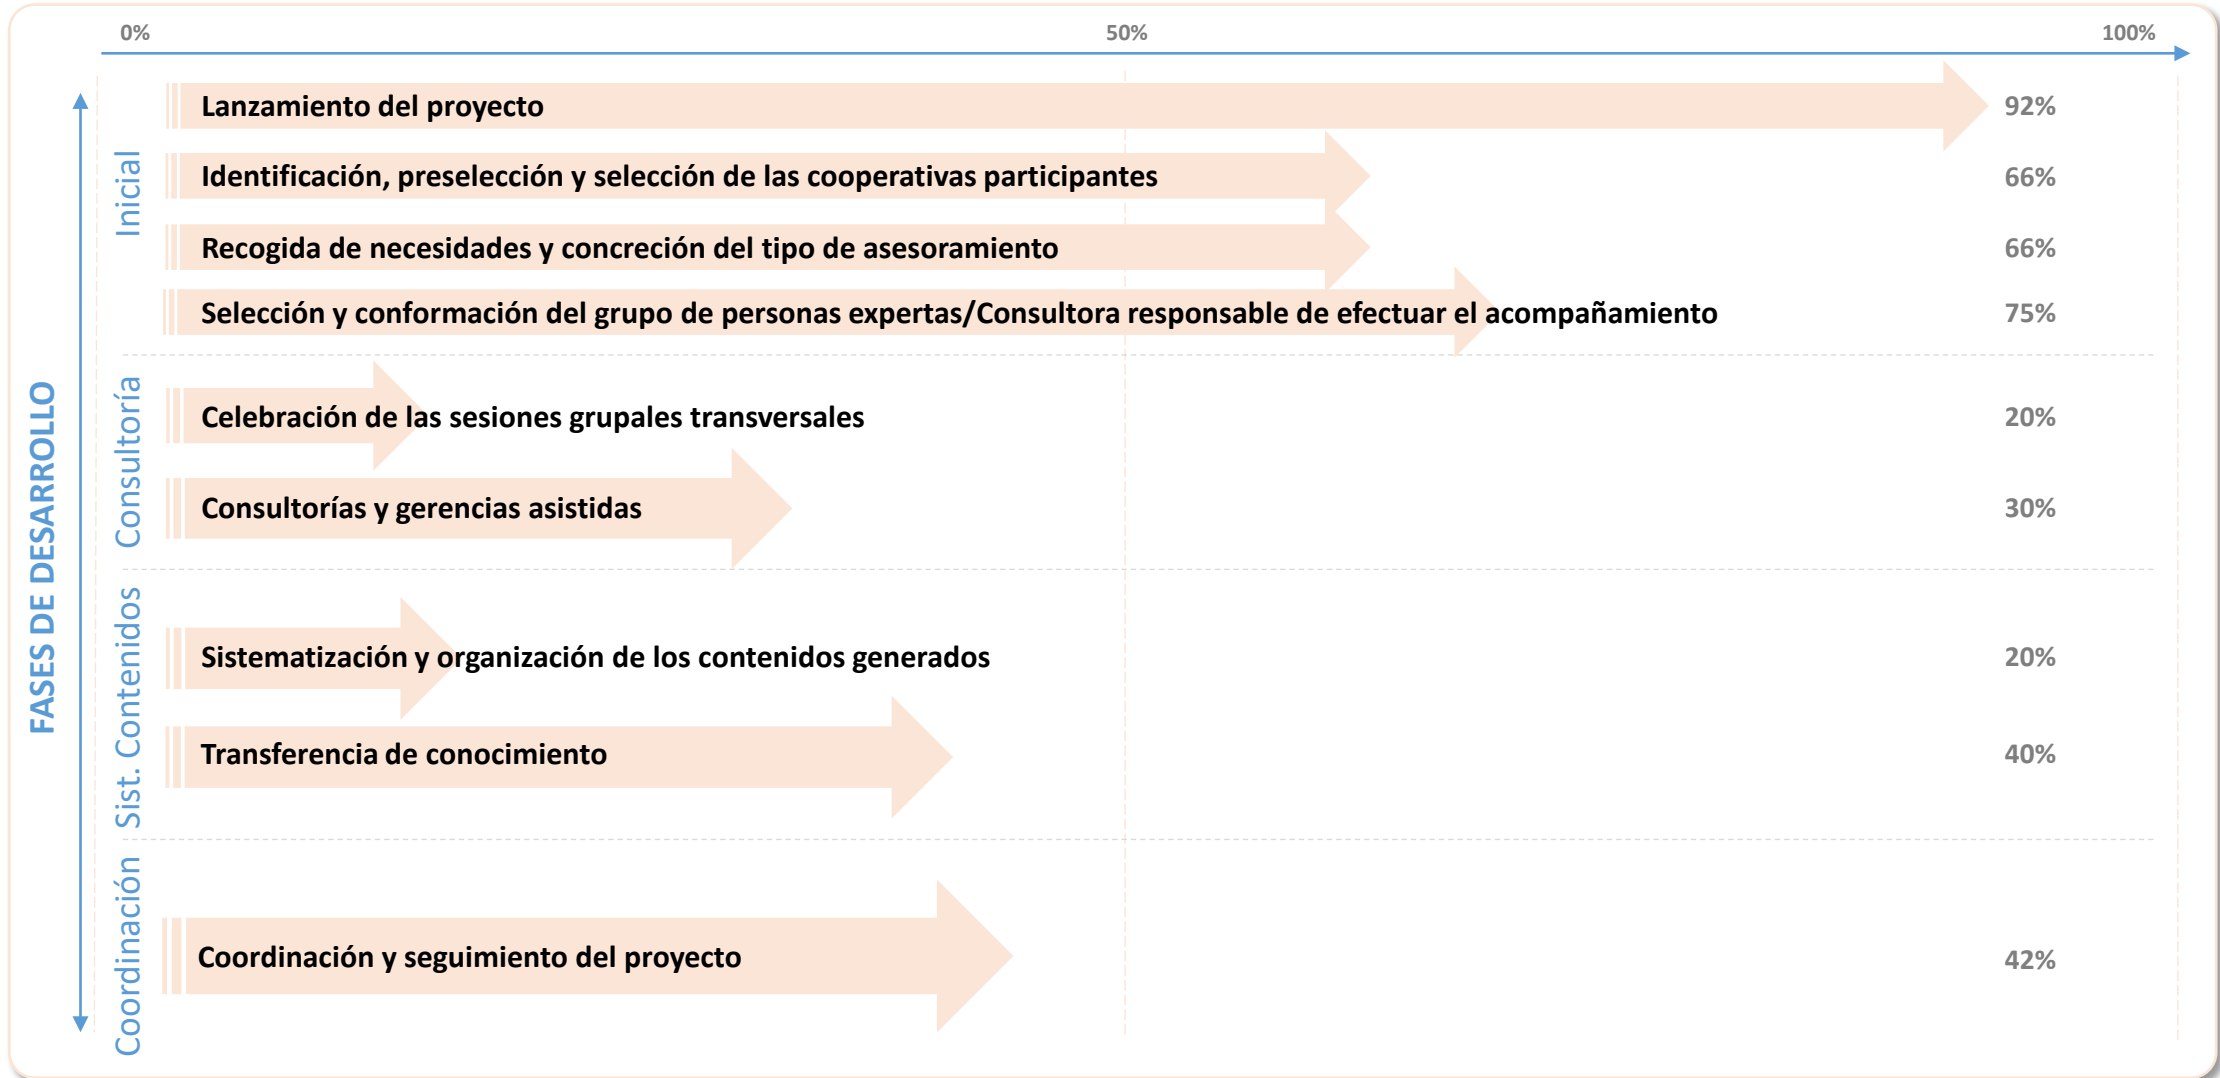 0% 50% 100%
FASES DE DESARROLLO
Inicial
Lanzamiento del proyecto 92%
Identificación, preselección y selección de las cooperativas participantes 66%
Recogida de necesidades y concreción del tipo de asesoramiento 66%
Selección y conformación del grupo de personas expertas/Consultora responsable de efectuar el acompañamiento 75%
Consultoría
Celebración de las sesiones grupales transversales 20%
Consultorías y gerencias asistidas 30%
Sist. Contenidos
Sistematización y organización de los contenidos generados 20%
Transferencia de conocimiento 40%
Coordinación
Coordinación y seguimiento del proyecto 42%